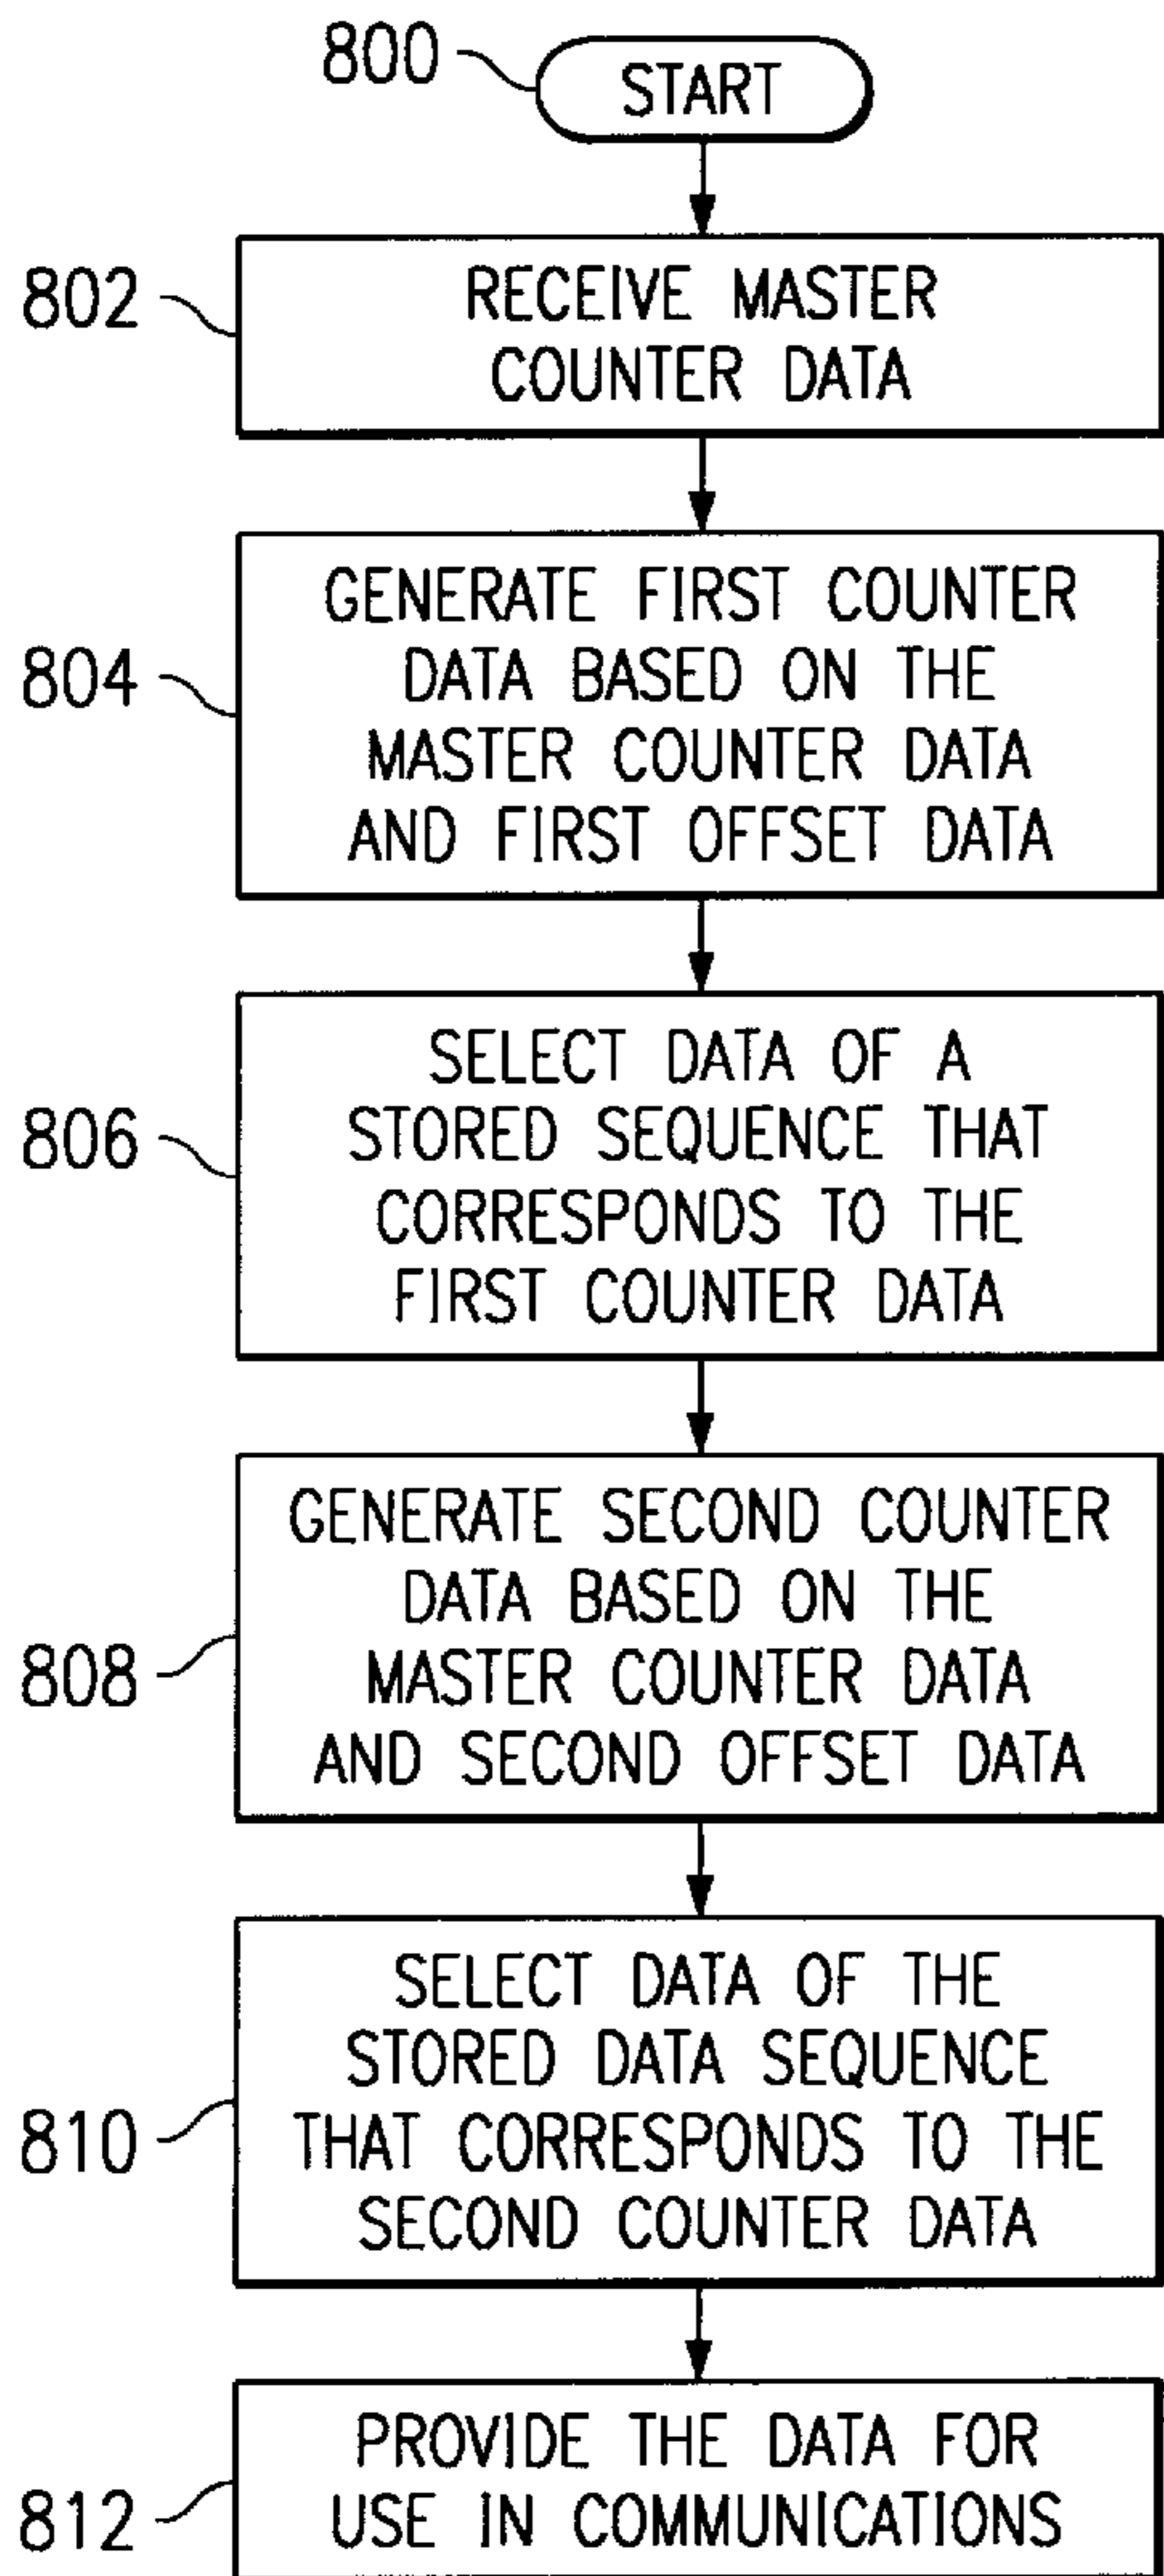 800
START
802
RECEIVE MASTER
COUNTER DATA
804
GENERATE FIRST COUNTER
DATA BASED ON THE
MASTER COUNTER DATA
AND FIRST OFFSET DATA
806
SELECT DATA OF A
STORED SEQUENCE THAT
CORRESPONDS TO THE
FIRST COUNTER DATA
808
GENERATE SECOND COUNTER
DATA BASED ON THE
MASTER COUNTER DATA
AND SECOND OFFSET DATA
810
SELECT DATA OF THE
STORED DATA SEQUENCE
THAT CORRESPONDS TO THE
SECOND COUNTER DATA
812
PROVIDE THE DATA FOR
USE IN COMMUNICATIONS